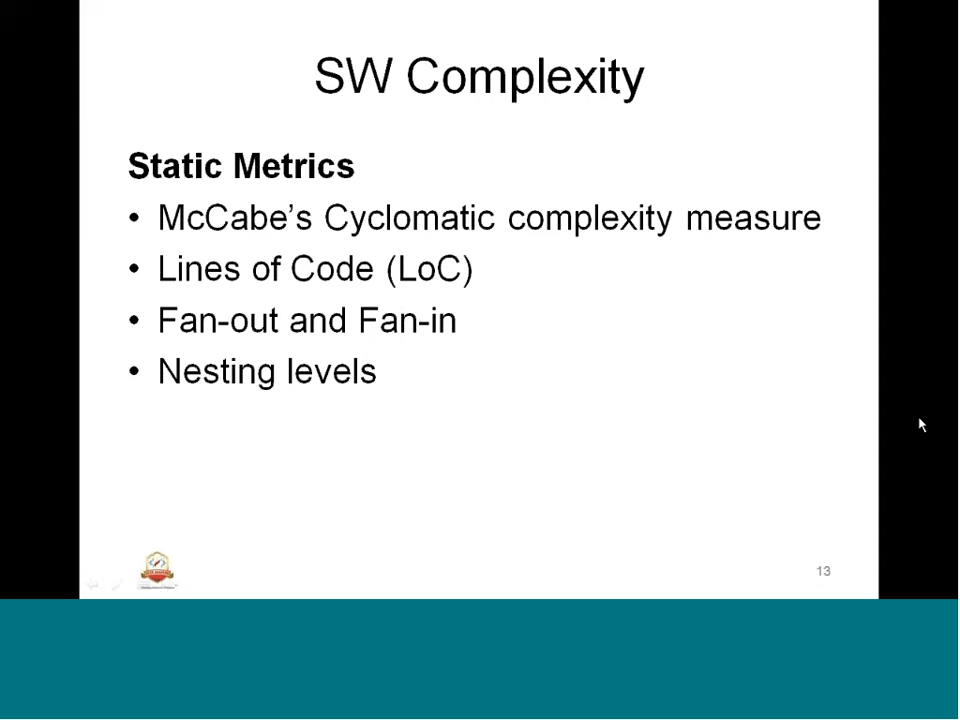 SW Complexity
Static Metrics
• McCabe's Cyclomatic complexity measure
• Lines of Code (LoC)
• Fan-out and Fan-in
• Nesting levels
13